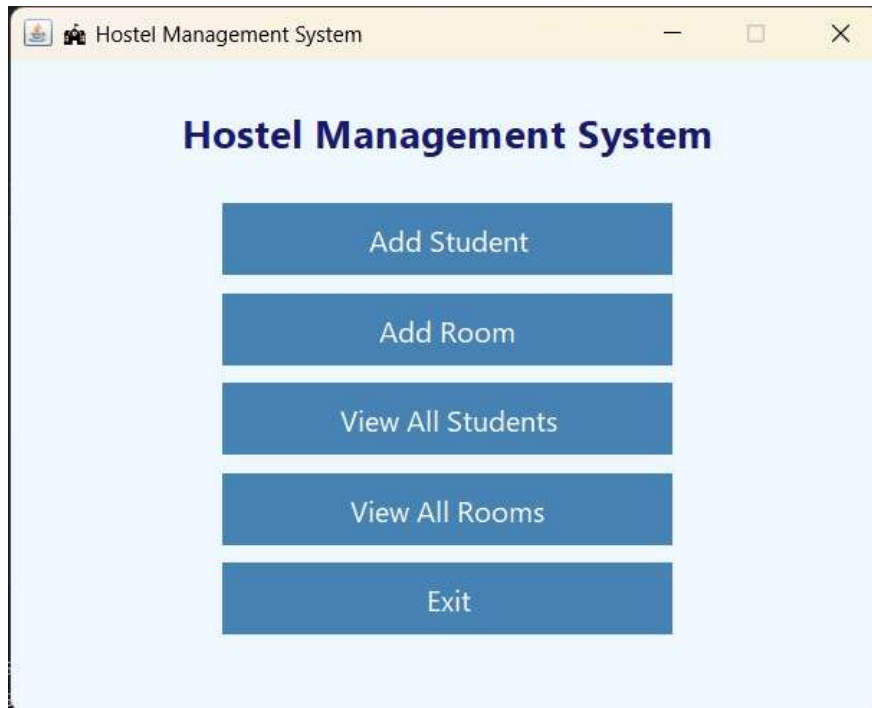 Hostel Management System
Hostel Management System
Add Student
Add Room
View All Students
View All Rooms
Exit